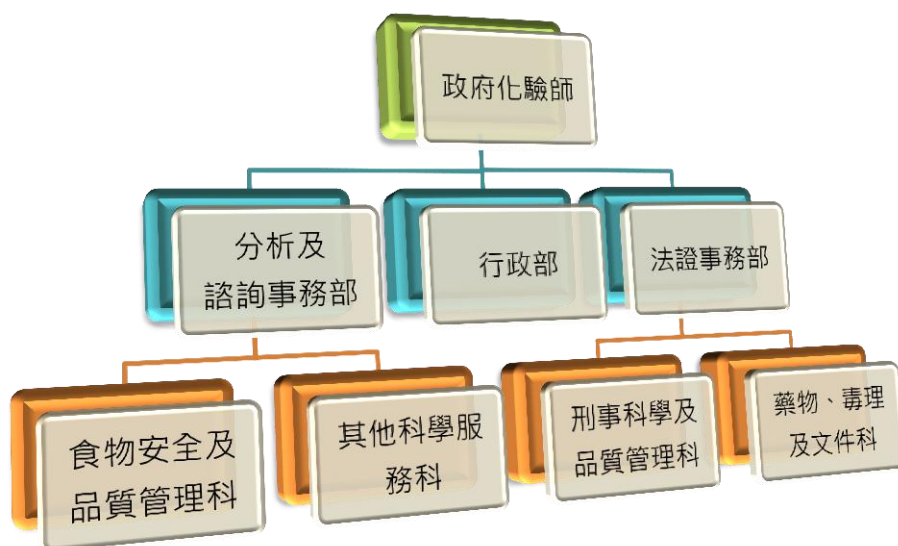 政府化驗師
分析及
諮詢事務部
行政部
法證事務部
食物安全及
品質管理科
其他科學服
務科
刑事科學及
品質管理科
藥物、毒理
及文件科